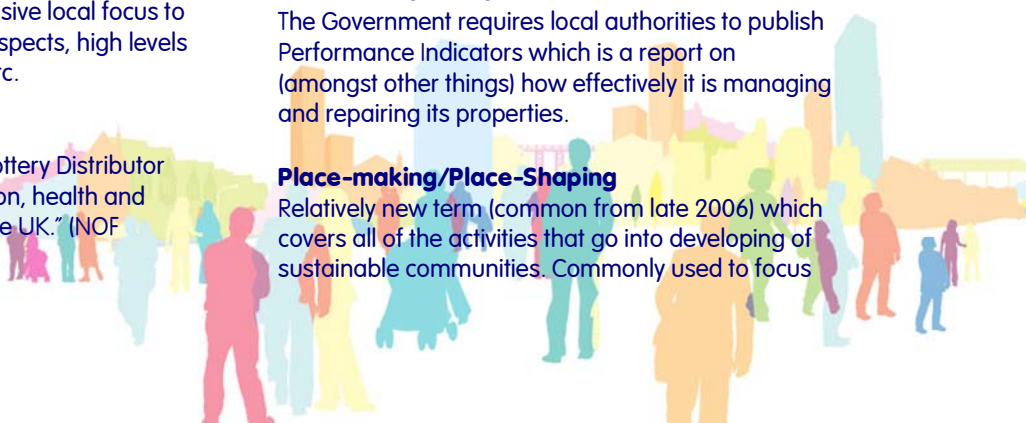 sive local focus to
spects, high levels
c.
ottery Distributor
on, health and
e UK.” (NOF
The Government requires local authorities to publish
Performance Indicators which is a report on
(amongst other things) how effectively it is managing
and repairing its properties.
Place-making/Place-Shaping
Relatively new term (common from late 2006) which
covers all of the activities that go into developing of
sustainable communities. Commonly used to focus